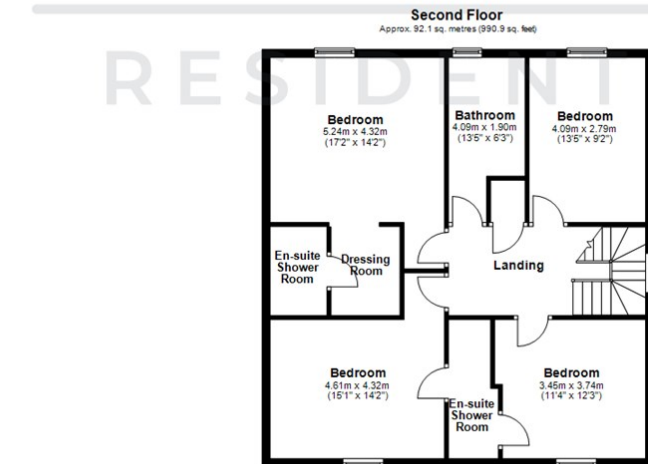 Second Floor
Approx. 92.1 sq. metres (990.9 sq. feet)
RESIDENT
Bedroom
5.24m x 4.32m
(17'2" x 14'2")
Bathroom
4.09m x 1.90m
(13'5" x 6'3")
Bedroom
4.09m x 2.79m
(13'5" x 9'2")
En-suite
Shower
Room
Dressing
Room
Landing
Bedroom
4.61m x 4.32m
(15'1" x 14'2")
En-suite
Shower
Room
Bedroom
3.45m x 3.74m
(11'4" x 12'3")